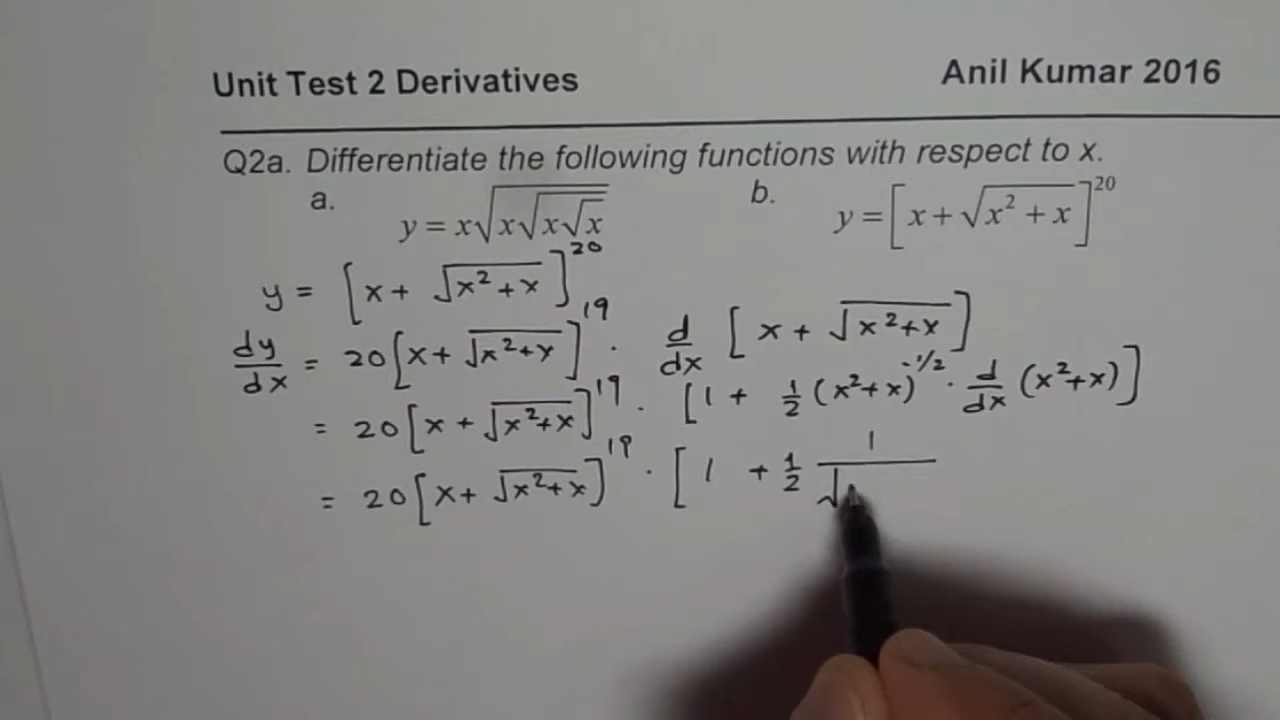 Unit Test 2 Derivatives Anil Kumar 2016
Q2a. Differentiate the following functions with respect to x.
a. y = x√(x√(x√x)) b. y = [x + √(x² + x)]²⁰
y = [x + √(x² + x)]²⁰
dy/dx = 20[x + √(x² + x)]¹⁹ · d/dx [x + √(x² + x)]
= 20[x + √(x² + x)]¹⁹ · [1 + 1/2 (x² + x)^(-1/2) · d/dx (x² + x)]
= 20[x + √(x² + x)]¹⁹ · [1 + 1/2 1/√